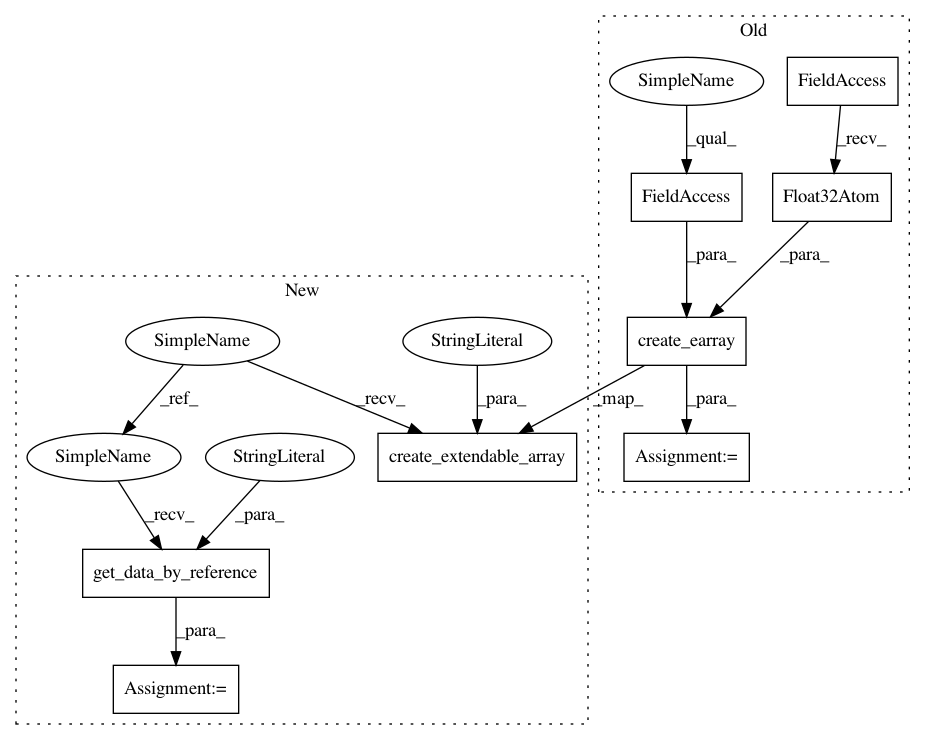 Old
SimpleName
FieldAccess
_qual_
_recv_
FieldAccess
Float32Atom
_para_
_para_
New
SimpleName
StringLiteral
create_earray
_ref_
_recv_
_para_
_map_
_para_
SimpleName
StringLiteral
create_extendable_array
Assignment:=
_recv_
_para_
get_data_by_reference
_para_
Assignment:=